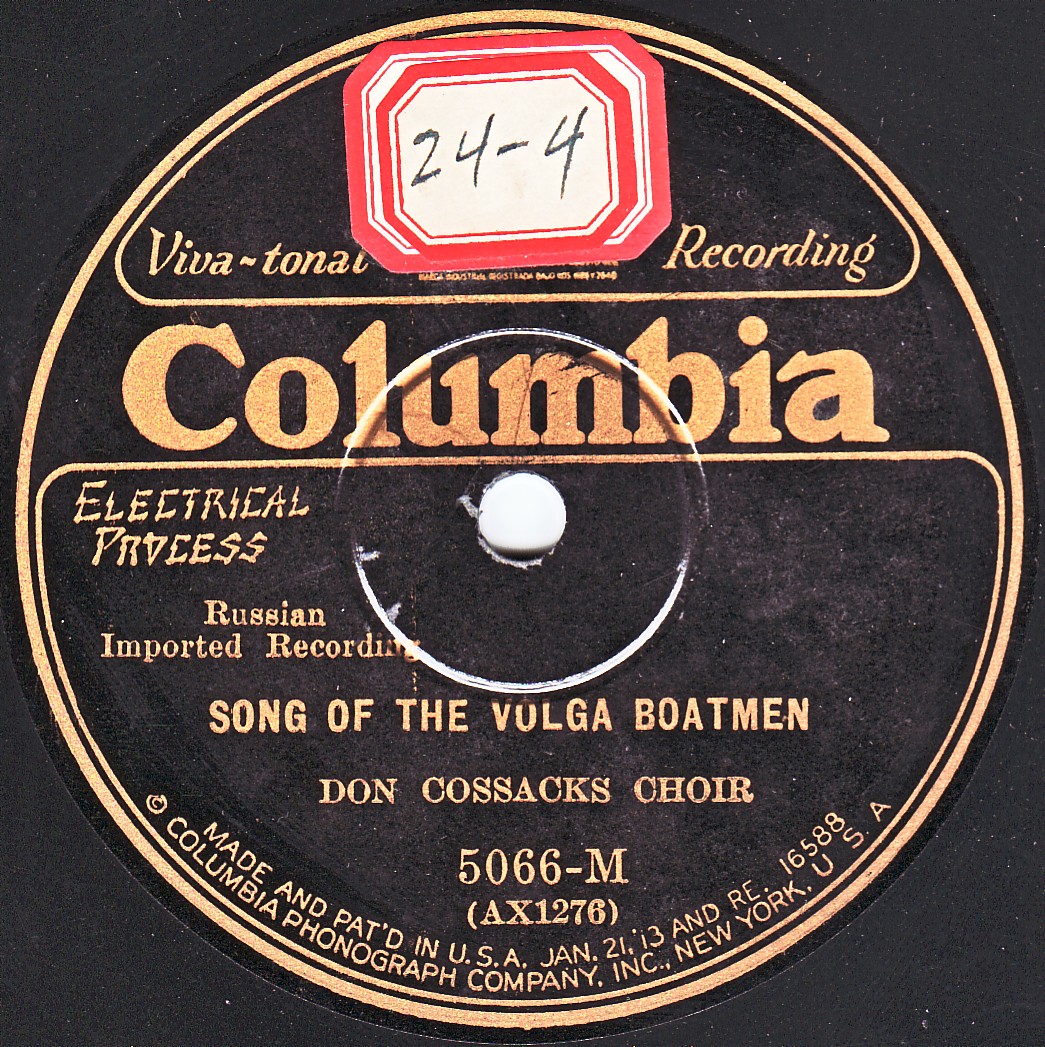 24-4
Viva~tonal Recording
Columbia
ELECTRICAL
PROCESS
Russian
Imported Recording
SONG OF THE VOLGA BOATMEN
DON COSSACKS CHOIR
5066-M
(AX1276)
MADE AND PAT'D IN U.S.A. JAN. 21, '13 AND RE. 16588
© COLUMBIA PHONOGRAPH COMPANY, INC., NEW YORK, U S A